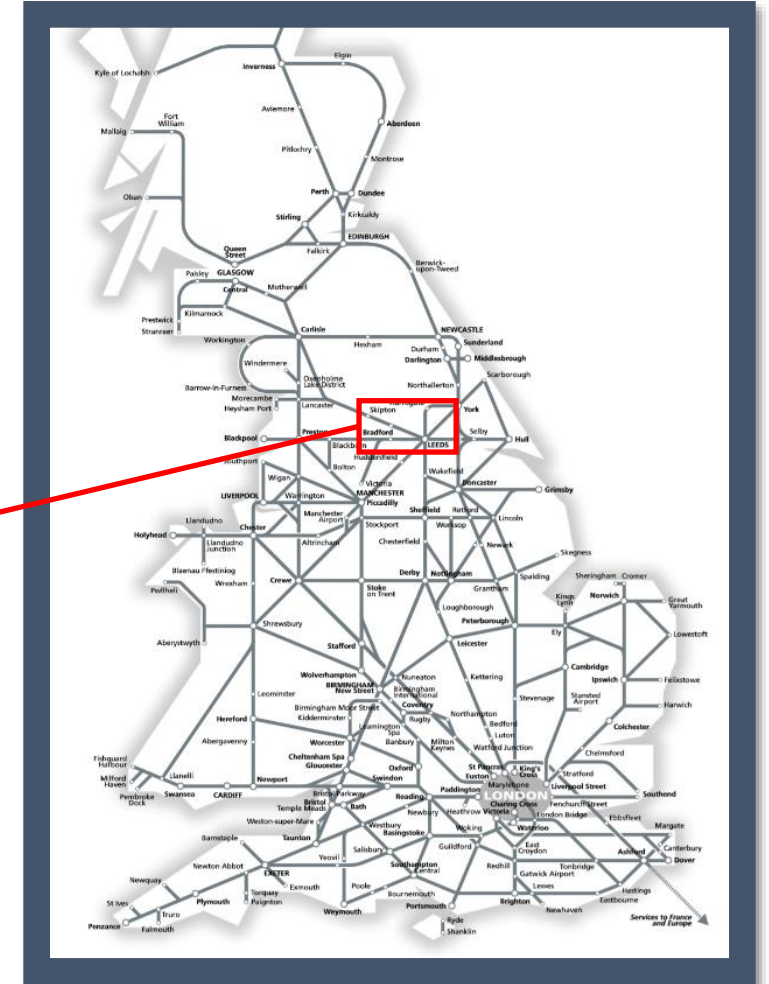 Elgin
Inverness
Kyle of Lochalsh
Aviemore
Fort
William
Mallaig
Aberdeen
Pitlochry
Montrose
Perth
Dundee
Oban
Stirling
Kirkcaldy
EDINBURGH
Queen
Street
Falkirk
Berwick-
upon-Tweed
Paisley
GLASGOW
Central
Motherwell
Kilmarnock
Prestwick
Stranraer
Carlisle
NEWCASTLE
Workington
Hexham
Durham
Sunderland
Darlington
Middlesbrough
Windermere
Scarborough
Oxenholme
Lake District
Northallerton
Barrow-in-Furness
Morecambe
Heysham Port
Lancaster
Skipton
York
Preston
Bradford
Selby
Blackpool
Blackburn
LEEDS
Hull
Huddersfield
Southport
Bolton
Wakefield
Wigan
Victoria
Doncaster
LIVERPOOL
Warrington
MANCHESTER
Piccadilly
Grimsby
Manchester
Airport
Sheffield
Retford
Llandudno
Stockport
Worksop
Lincoln
Holyhead
Chester
Llandudno
Junction
Altrincham
Chesterfield
Newark
Skegness
Blaenau Ffestiniog
Wrexham
Crewe
Derby
Nottingham
Spalding
Sheringham
Cromer
Pwllheli
Stoke
on Trent
Grantham
Kings
Lynn
Norwich
Great
Yarmouth
Loughborough
Shrewsbury
Peterborough
Ely
Lowestoft
Aberystwyth
Stafford
Leicester
Cambridge
Wolverhampton
BIRMINGHAM
New Street
Nuneaton
Kettering
Ipswich
Felixstowe
Birmingham
International
Leominster
Stevenage
Stansted
Airport
Harwich
Birmingham Moor Street
Coventry
Kidderminster
Rugby
Northampton
Hereford
Leamington
Spa
Bedford
Colchester
Abergavenny
Worcester
Banbury
Milton
Keynes
Luton
Watford Junction
Chelmsford
Fishguard
Harbour
Cheltenham Spa
Gloucester
Oxford
St Pancras
King's
Cross
Euston
Stratford
Milford
Haven
Llanelli
Newport
Swindon
Marylebone
Paddington
Liverpool Street
Pembroke
Dock
Swansea
CARDIFF
Bristol Parkway
Reading
LONDON
Southend
Bristol
Temple Meads
Bath
Charing Cross
Fenchurch Street
Newbury
Heathrow
Victoria
London Bridge
Ebbsfleet
Weston-super-Mare
Westbury
Basingstoke
Woking
Waterloo
Margate
Barnstaple
Taunton
Salisbury
Guildford
East
Croydon
Canterbury
Yeovil
Ashford
Dover
Newton Abbot
Southampton
Central
Redhill
Tonbridge
EXETER
Gatwick Airport
Newquay
Exmouth
Poole
Lewes
Hastings
St Ives
Plymouth
Torquay
Paignton
Bournemouth
Eastbourne
Truro
Weymouth
Portsmouth
Brighton
Newhaven
Penzance
Falmouth
Ryde
Shanklin
Services to France
and Europe